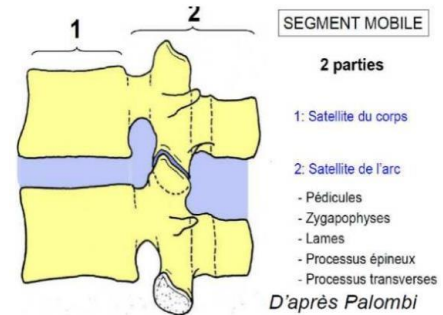 1
2
SEGMENT MOBILE
2 parties
1: Satellite du corps
2: Satellite de l'arc
- Pédicules
- Zygapophyses
- Lames
- Processus épineux
- Processus transverses
D'après Palombi